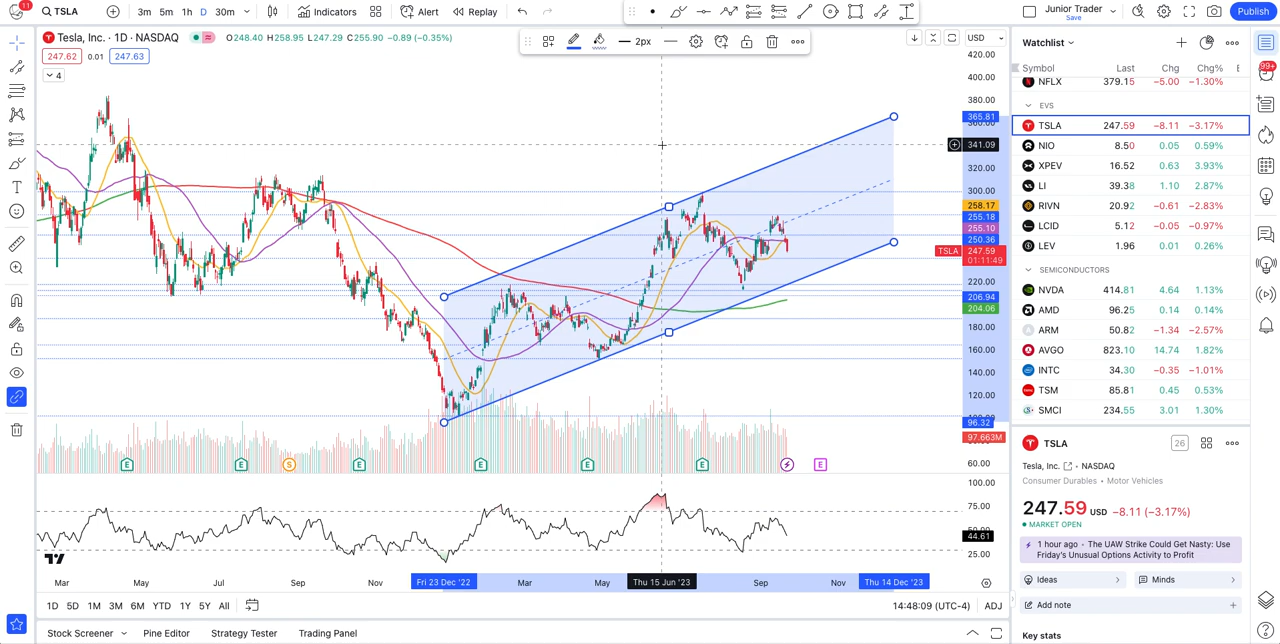 11 TSLA 3m 5m 1h D 30m Indicators Alert Replay Junior Trader Save Publish
Tesla, Inc. · 1D · NASDAQ O248.40 H258.95 L247.29 C255.90 −0.89 (−0.35%)
247.62 0.01 247.63
4
2px
USD
420.00
400.00
380.00
365.81
341.09
320.00
300.00
258.17
255.18
255.10
250.36
TSLA 247.59
01:11:49
220.00
206.94
204.06
180.00
160.00
140.00
120.00
96.32
97.663M
60.00
E E S E E E E E
100.00
75.00
44.61
25.00
Mar May Jul Sep Nov Fri 23 Dec '22 Mar May Thu 15 Jun '23 Sep Nov Thu 14 Dec '23
1D 5D 1M 3M 6M YTD 1Y 5Y All 14:48:09 (UTC-4) ADJ
Stock Screener Pine Editor Strategy Tester Trading Panel
Watchlist
Symbol Last Chg Chg%
NFLX 379.15 −5.00 −1.30%
EVS
TSLA 247.59 −8.11 −3.17%
NIO 8.50 0.05 0.59%
XPEV 16.52 0.63 3.93%
LI 39.38 1.10 2.87%
RIVN 20.92 −0.61 −2.83%
LCID 5.12 −0.05 −0.97%
LEV 1.96 0.01 0.26%
SEMICONDUCTORS
NVDA 414.81 4.64 1.13%
AMD 96.25 0.14 0.14%
ARM 50.82 −1.34 −2.57%
AVGO 823.10 14.74 1.82%
INTC 34.30 −0.35 −1.01%
TSM 85.81 0.45 0.53%
SMCI 234.55 3.01 1.30%
TSLA 26
Tesla, Inc. · NASDAQ
Consumer Durables · Motor Vehicles
247.59 USD −8.11 (−3.17%)
MARKET OPEN
1 hour ago · The UAW Strike Could Get Nasty: Use
Friday's Unusual Options Activity to Profit
Ideas Minds
Add note
Key stats
99+